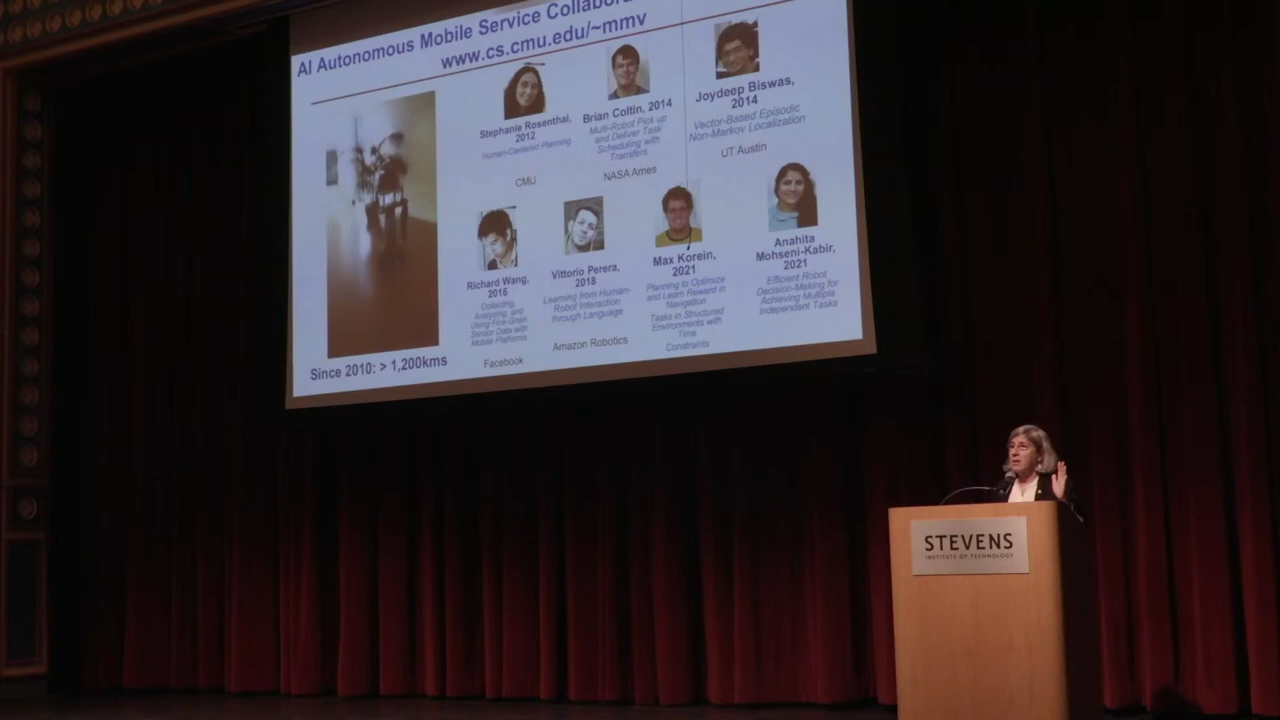 AI Autonomous Mobile Service Collabora
www.cs.cmu.edu/~mmv
Stephanie Rosenthal,
2012
Human-Centered Planning
CMU
Brian Coltin, 2014
Multi-Robot Pick up
and Deliver Task
Scheduling with
Transfers
NASA Ames
Joydeep Biswas,
2014
Vector-Based Episodic
Non-Markov Localization
UT Austin
Richard Wang,
2016
Collecting,
Analyzing, and
Using Fine-Grain
Sensor Data with
Mobile Platforms
Facebook
Vittorio Perera,
2018
Learning from Human-
Robot Interaction
through Language
Amazon Robotics
Max Korein,
2021
Planning to Optimize
and Learn Reward in
Navigation
Tasks in Structured
Environments with
Time
Constraints
Anahita
Mohseni-Kabir,
2021
Efficient Robot
Decision-Making for
Achieving Multiple
Independent Tasks
Since 2010: > 1,200kms
STEVENS
INSTITUTE OF TECHNOLOGY